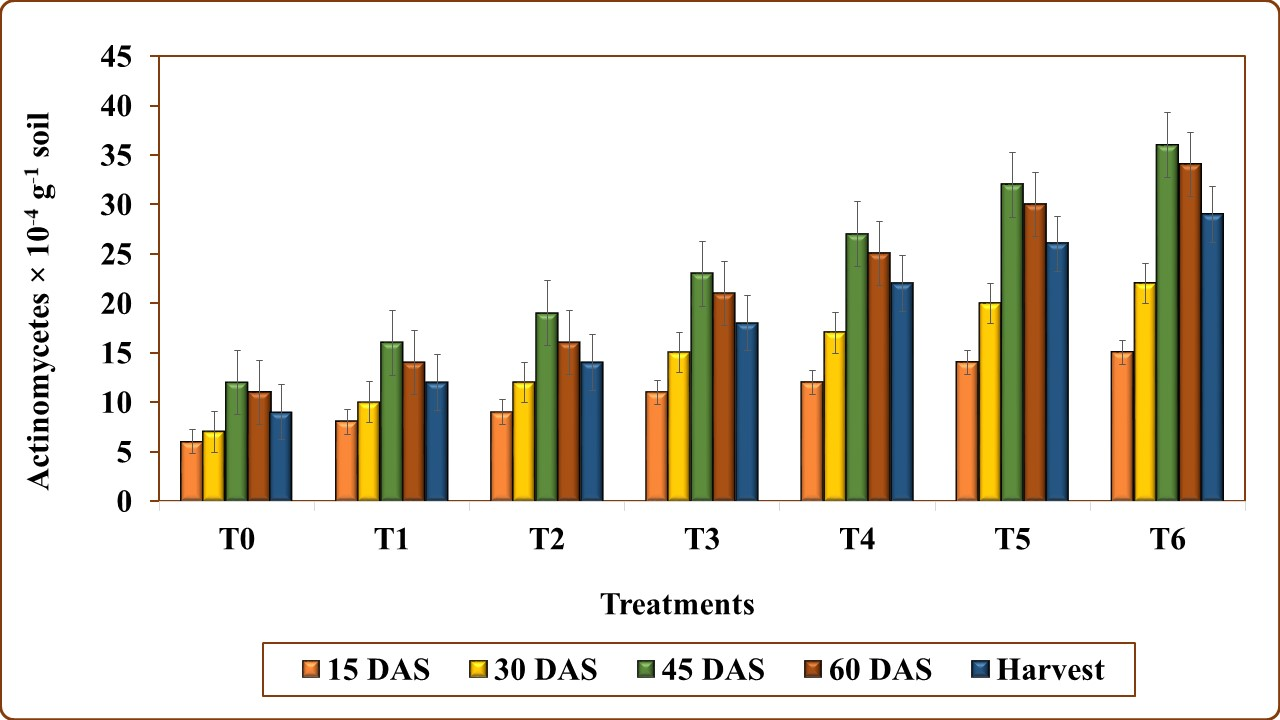 45
40
35
30
25
20
15
10
5
0
Actinomycetes × 10⁻⁴ g⁻¹ soil
T0 T1 T2 T3 T4 T5 T6
Treatments
15 DAS 30 DAS 45 DAS 60 DAS Harvest